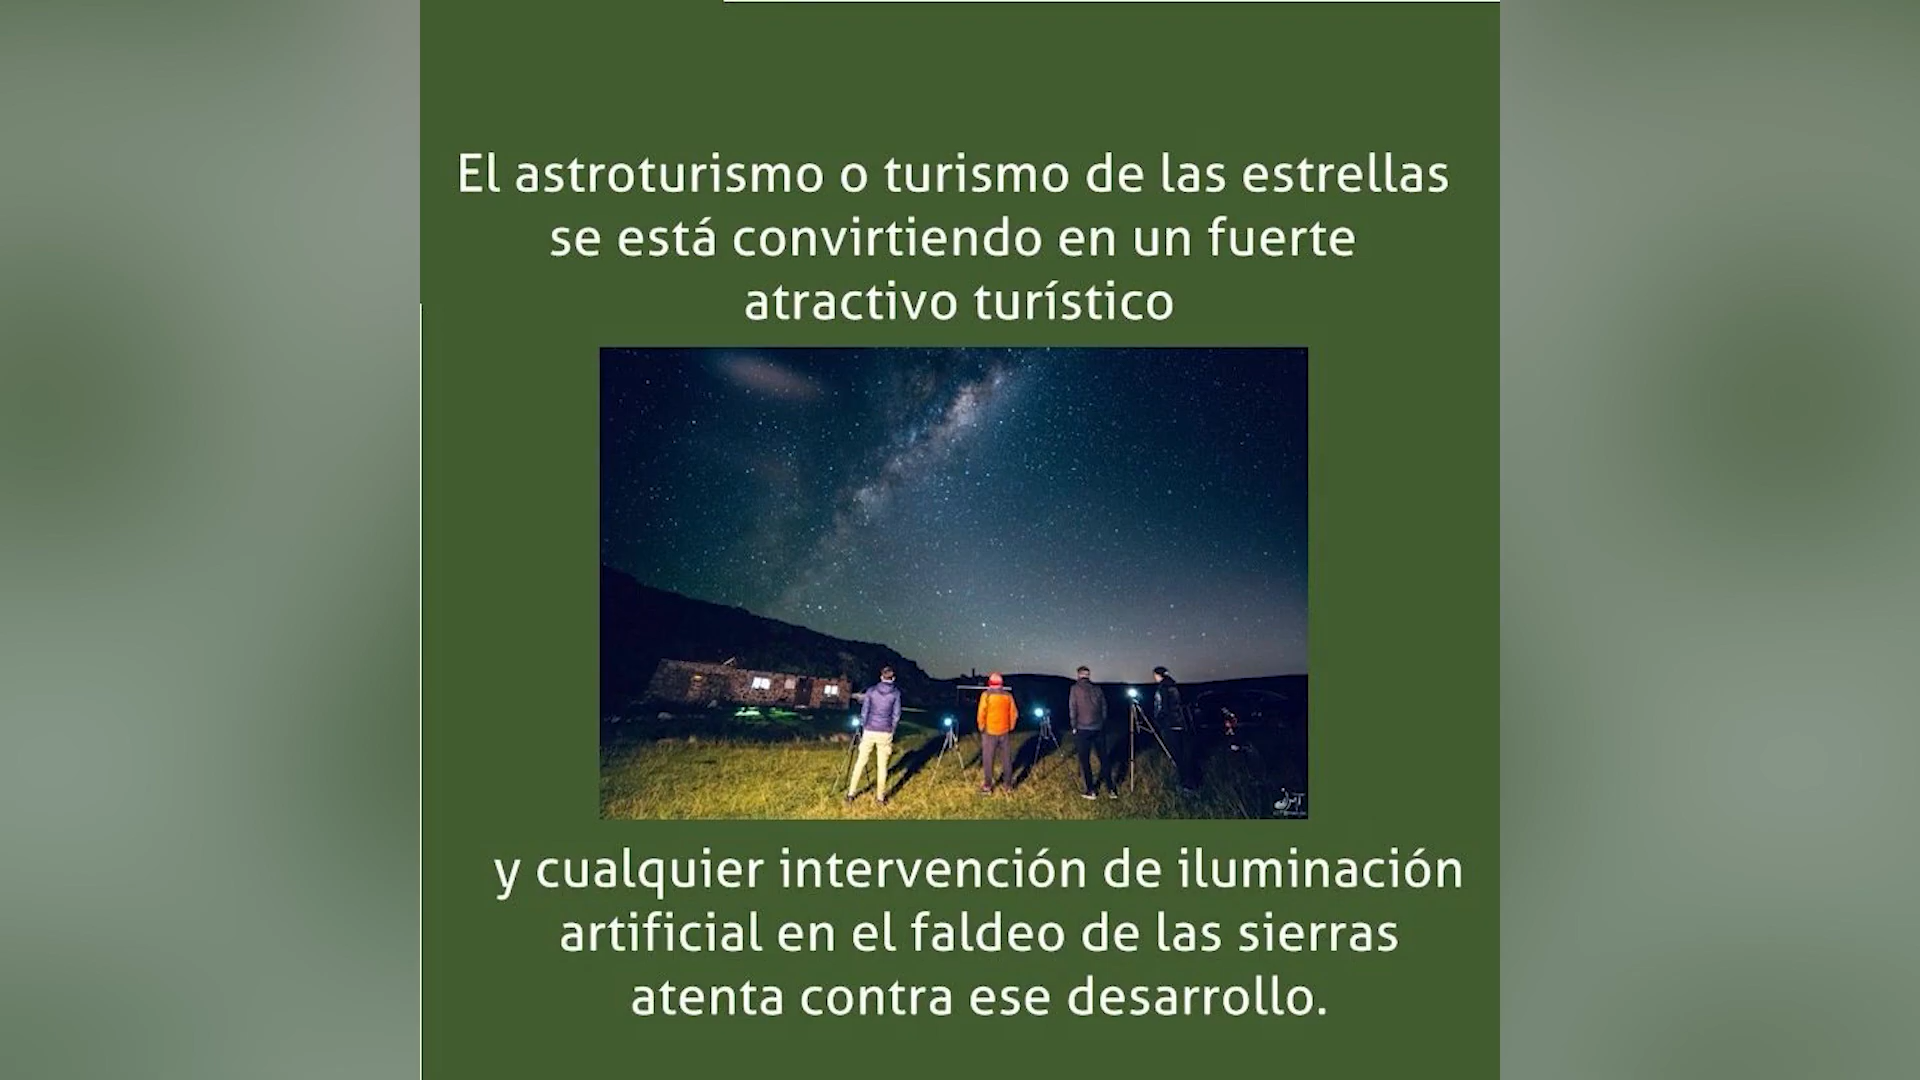 El astroturismo o turismo de las estrellas
se está convirtiendo en un fuerte
atractivo turístico
y cualquier intervención de iluminación
artificial en el faldeo de las sierras
atenta contra ese desarrollo.